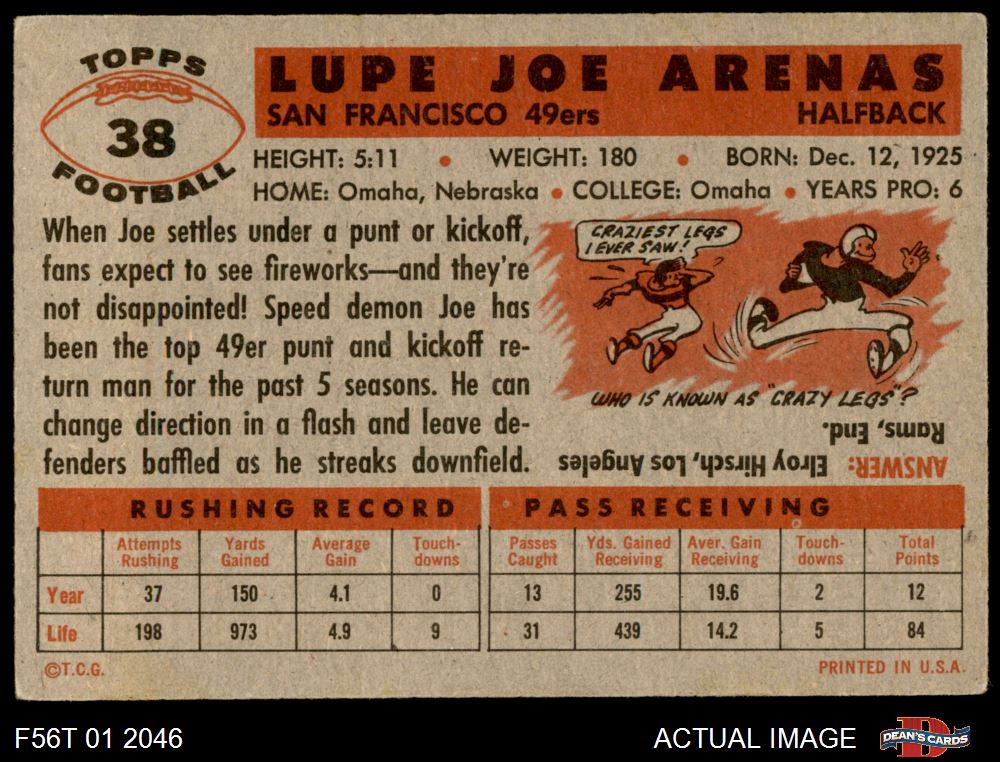 TOPPS
38
FOOTBALL
LUPE JOE ARENAS
SAN FRANCISCO 49ers HALFBACK
HEIGHT: 5:11 • WEIGHT: 180 • BORN: Dec. 12, 1925
HOME: Omaha, Nebraska • COLLEGE: Omaha • YEARS PRO: 6
When Joe settles under a punt or kickoff,
fans expect to see fireworks—and they're
not disappointed! Speed demon Joe has
been the top 49er punt and kickoff re-
turn man for the past 5 seasons. He can
change direction in a flash and leave de-
fenders baffled as he streaks downfield.
CRAZIEST LEGS
I EVER SAW!
WHO IS KNOWN AS "CRAZY LEGS"?
ANSWER: Elroy Hirsch, Los Angeles
Rams, End.
RUSHING RECORD PASS RECEIVING
Attempts Rushing Yards Gained Average Gain Touch-downs Passes Caught Yds. Gained Receiving Aver. Gain Receiving Touch-downs Total Points
Year 37 150 4.1 0 13 255 19.6 2 12
Life 198 973 4.9 9 31 439 14.2 5 84
©T.C.G. PRINTED IN U.S.A.
F56T 01 2046 ACTUAL IMAGE D DEAN'S CARDS